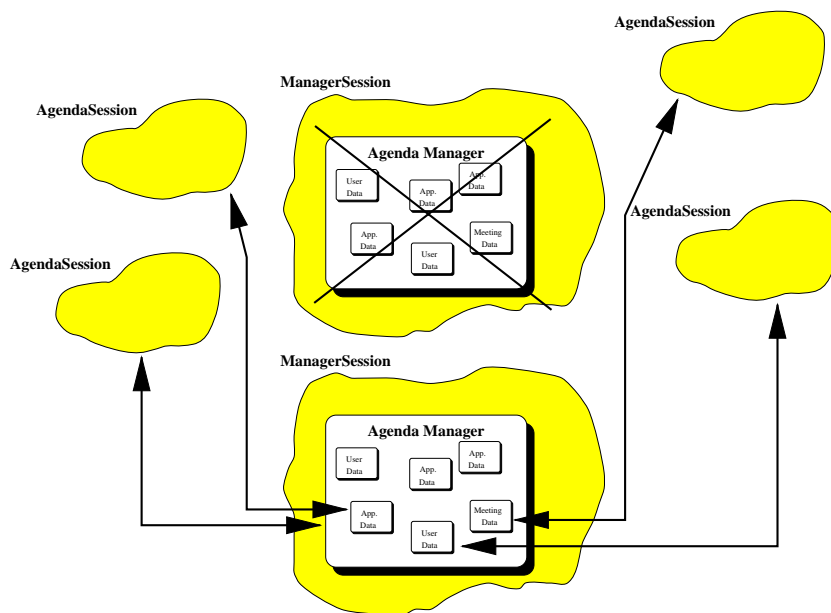 AgendaSession
ManagerSession
AgendaSession
Agenda Manager
User
Data
App.
Data
App.
Data
App.
Data
User
Data
Meeting
Data
AgendaSession
AgendaSession
ManagerSession
Agenda Manager
User
Data
App.
Data
App.
Data
App.
Data
User
Data
Meeting
Data